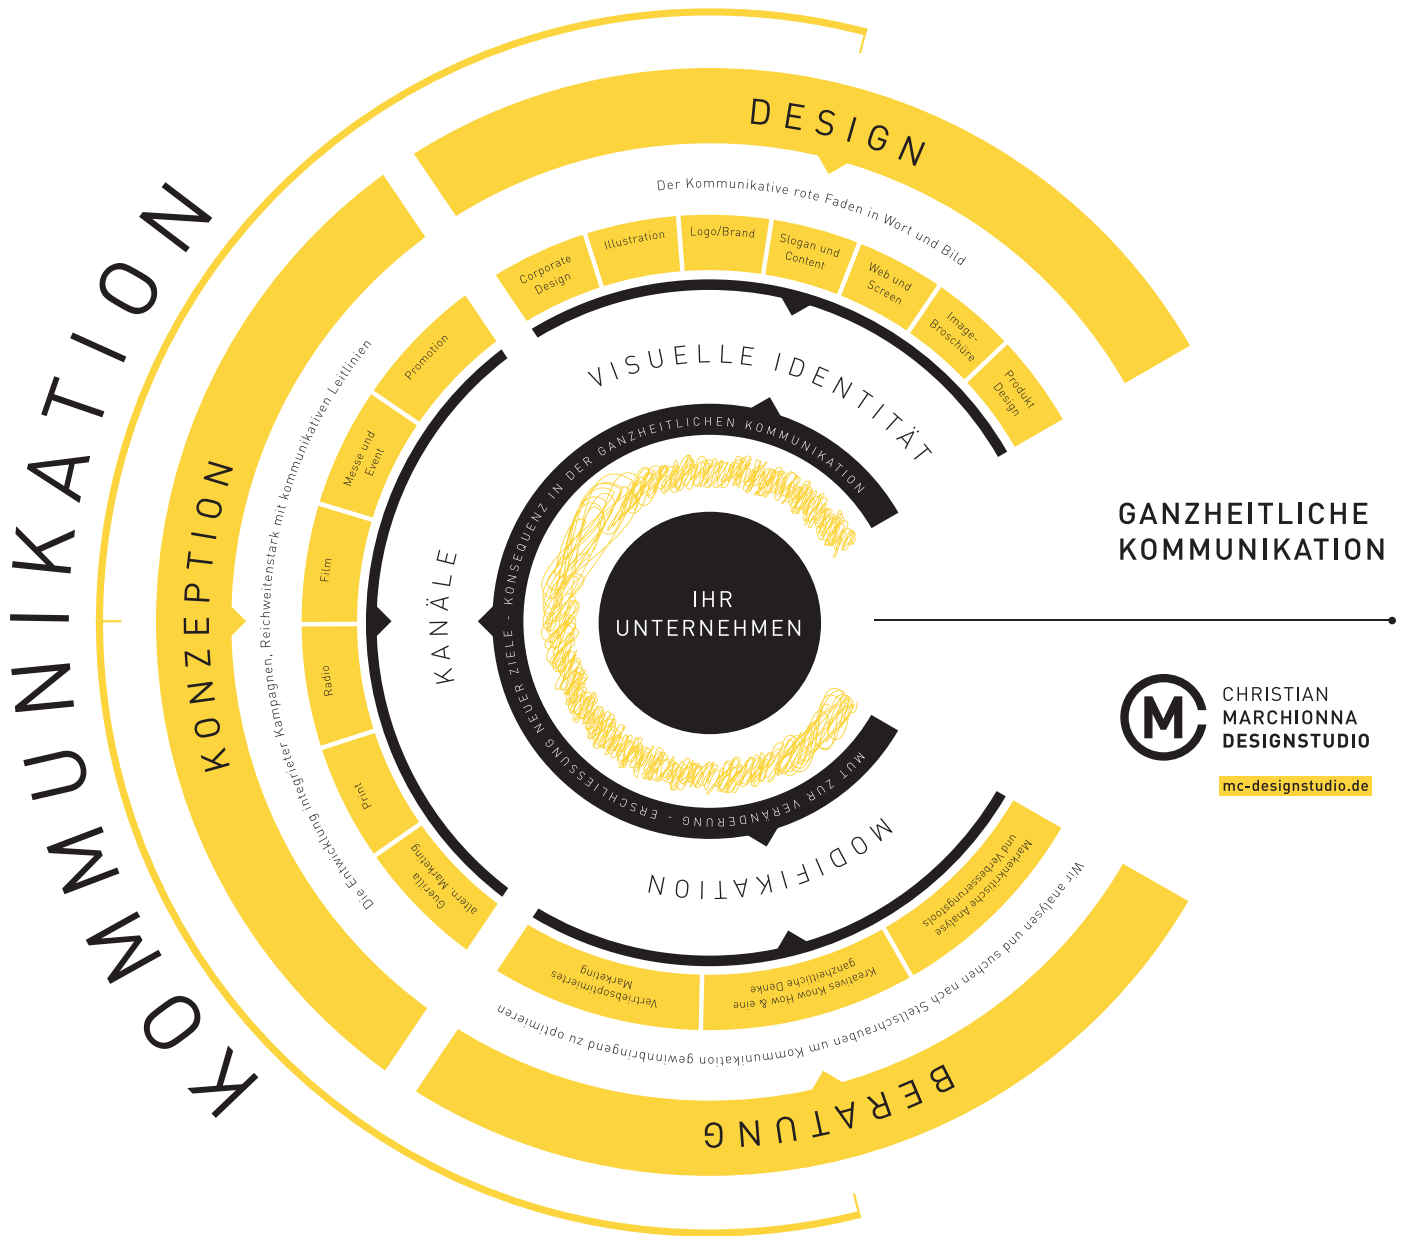 KOMMUNIKATION
DESIGN
Der Kommunikative rote Faden in Wort und Bild
Corporate
Design
Illustration
Logo/Brand
Slogan und
Content
Web und
Screen
Image-
Broschüre
Produkt
Design
VISUELLE IDENTITÄT
KONZEPTION
Die Entwicklung integrierter Kampagnen, Reichweitenstark mit kommunikativen Leitlinien
Promotion
Messe und
Event
Film
Radio
Print
Guerilla
altern. Marketing
KANÄLE
MUT ZUR VERÄNDERUNG - ERSCHLIESSUNG NEUER ZIELE - KONSEQUENZ IN DER GANZHEITLICHEN KOMMUNIKATION
IHR
UNTERNEHMEN
MODIFIKATION
Markenkritische Analyse
und Verbesserungstools
Kreatives Know How & eine
ganzheitliche Denke
Vertriebsoptimiertes
Marketing
Wir analysen und suchen nach Stellschrauben um Kommunikation gewinnbringend zu optimieren
BERATUNG
GANZHEITLICHE
KOMMUNIKATION
M
CHRISTIAN
MARCHIONNA
DESIGNSTUDIO
mc-designstudio.de